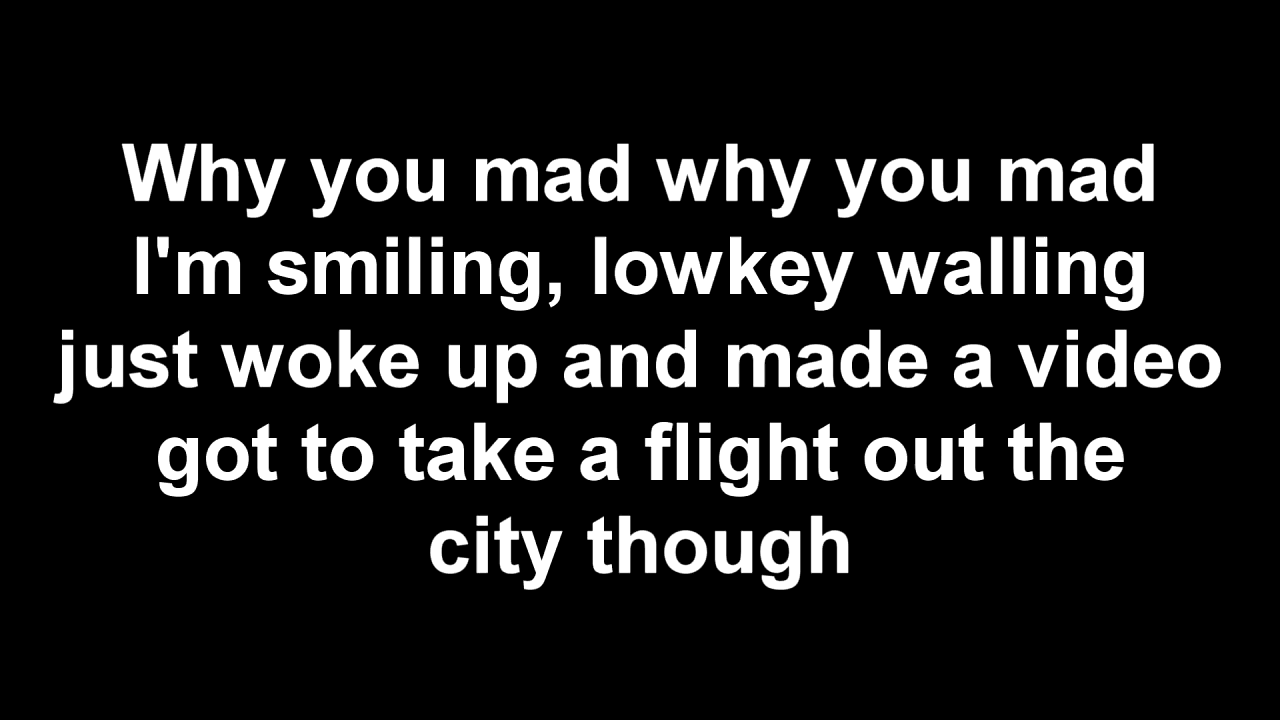 Why you mad why you mad
I'm smiling, lowkey walling
just woke up and made a video
got to take a flight out the
city though